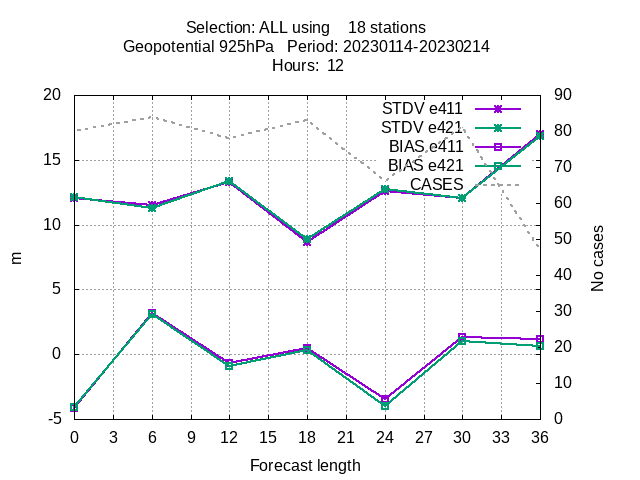 Selection: ALL using    18 stations
Geopotential 925hPa   Period: 20230114-20230214
Hours: 12
20
15
10
5
0
-5
m
90
80
70
60
50
40
30
20
10
0
No cases
STDV e411
STDV e421
BIAS e411
BIAS e421
CASES
0 3 6 9 12 15 18 21 24 27 30 33 36
Forecast length